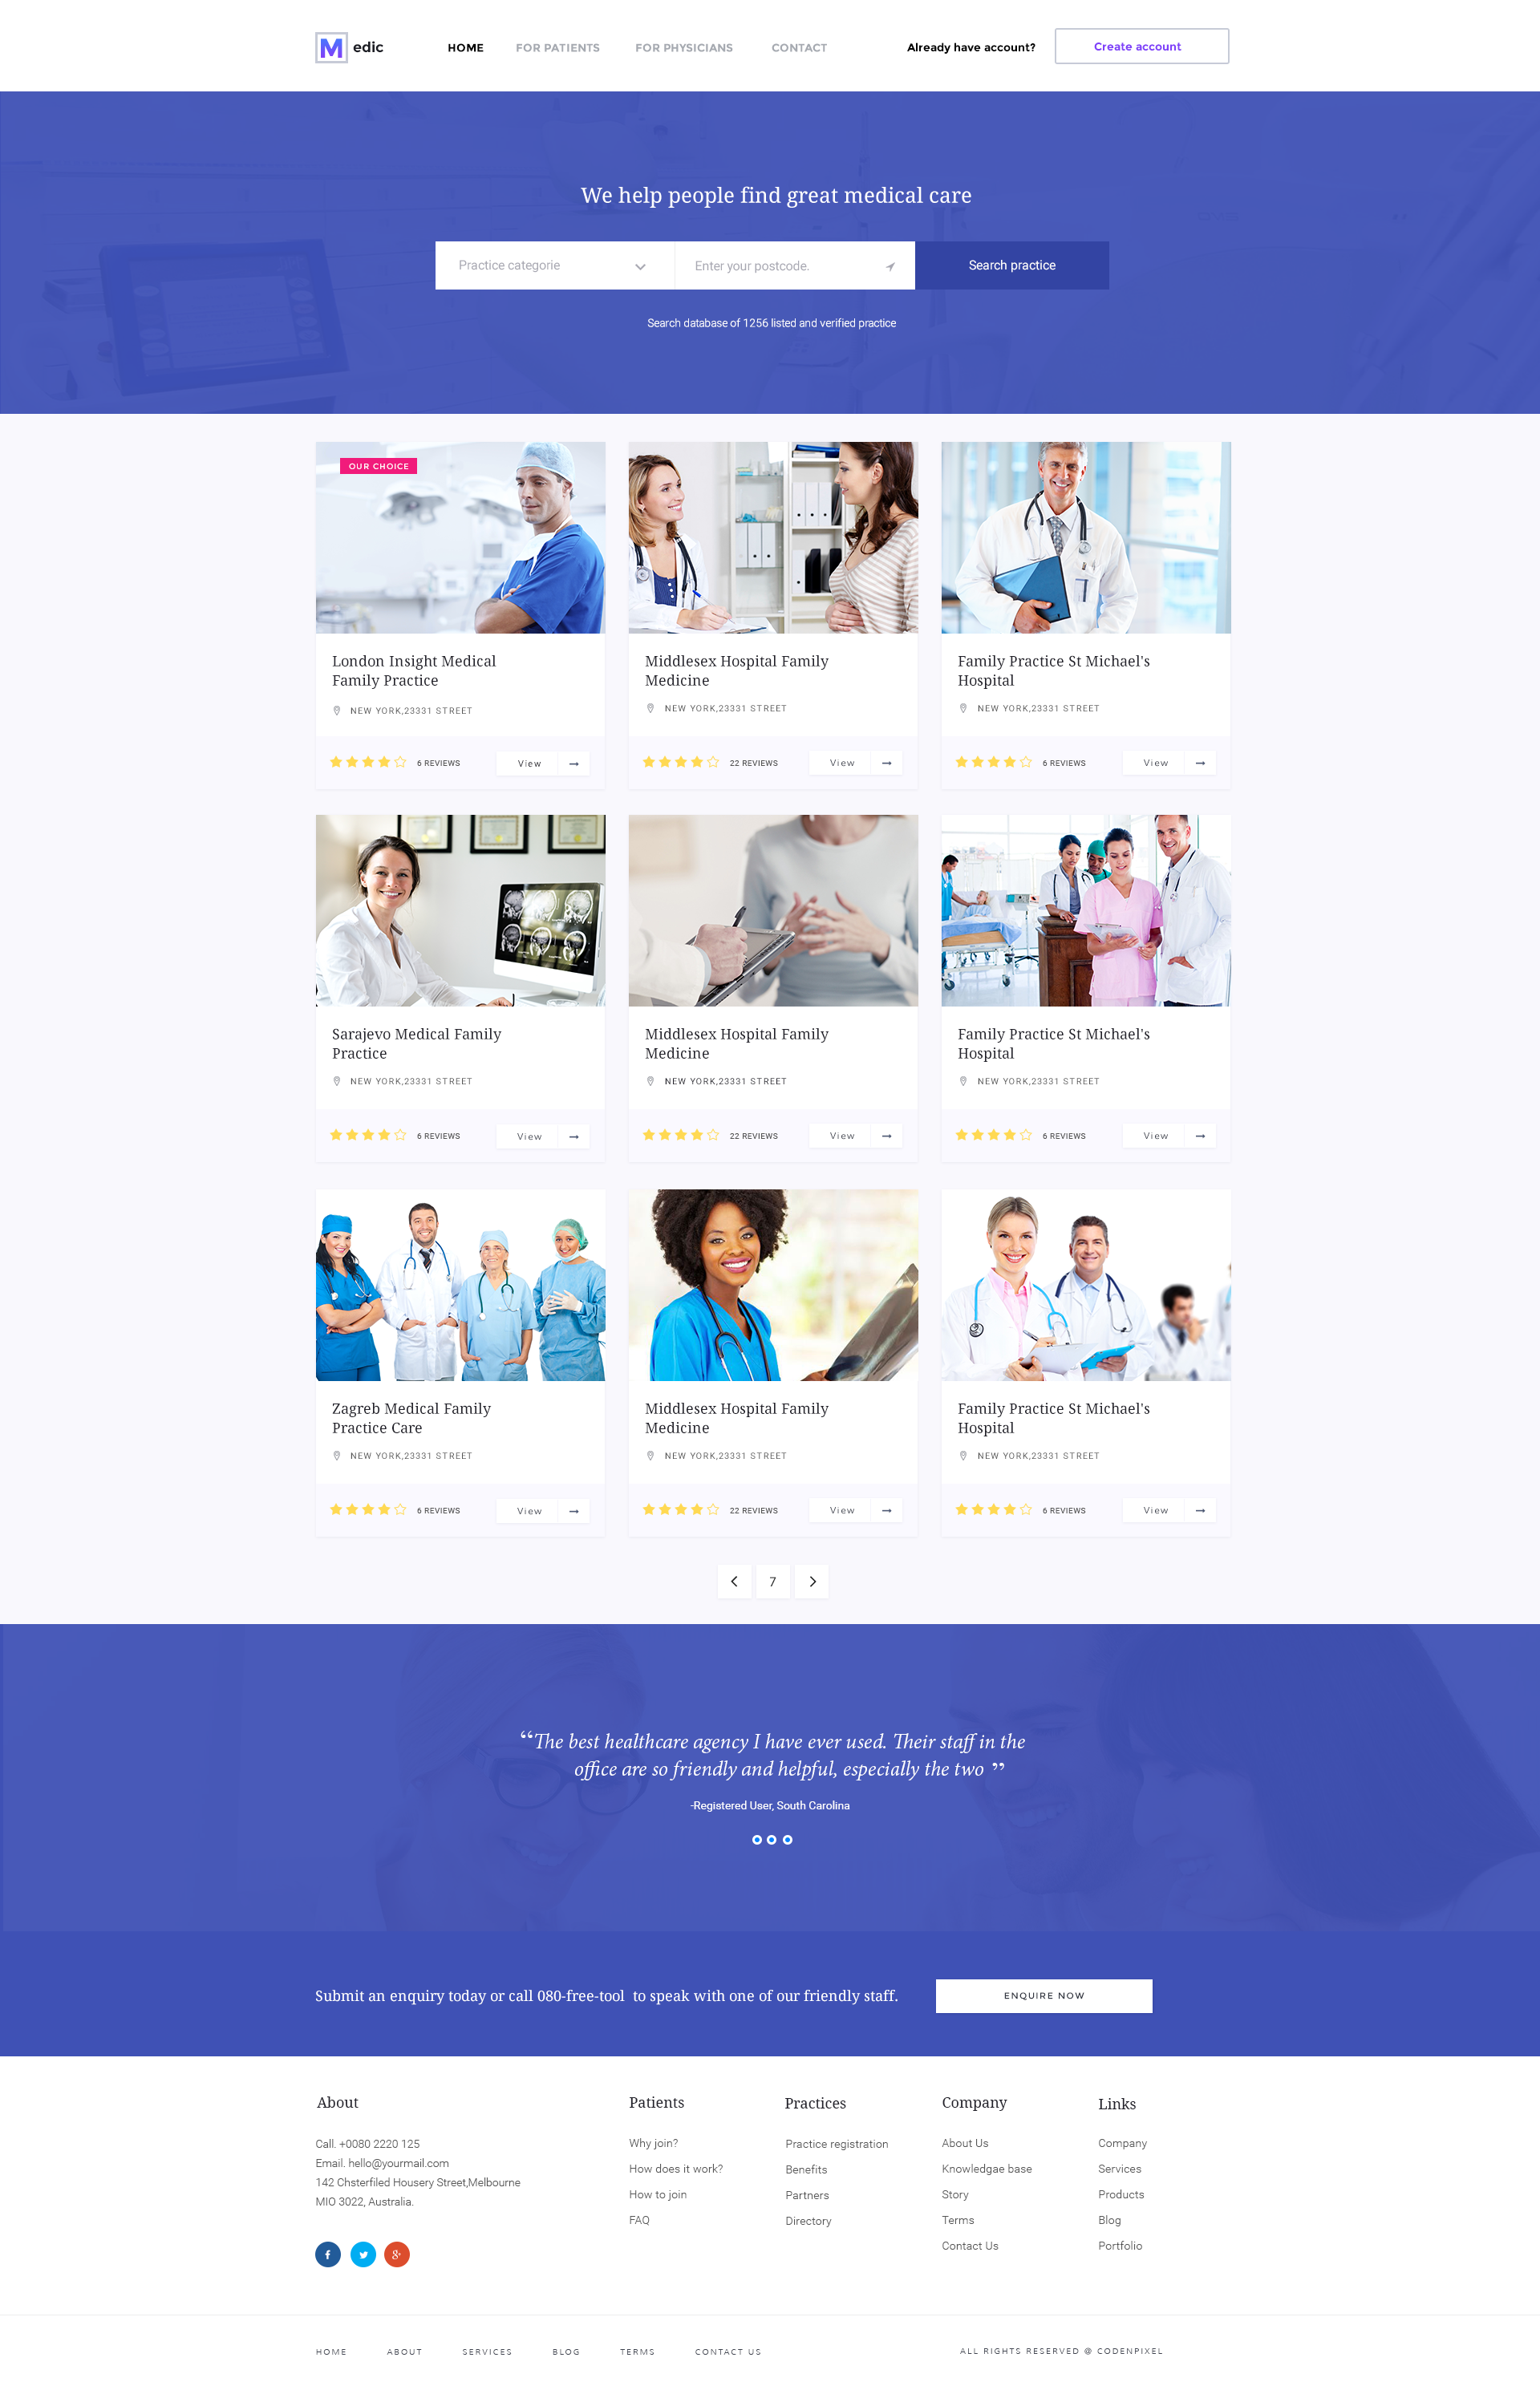 M edic
HOME FOR PATIENTS FOR PHYSICIANS CONTACT Already have account? Create account
We help people find great medical care
Practice categorie Enter your postcode. Search practice
Search database of 1256 listed and verified practice
OUR CHOICE
London Insight Medical
Family Practice
NEW YORK,23331 STREET
6 REVIEWS View
Middlesex Hospital Family
Medicine
NEW YORK,23331 STREET
22 REVIEWS View
Family Practice St Michael's
Hospital
NEW YORK,23331 STREET
6 REVIEWS View
Sarajevo Medical Family
Practice
NEW YORK,23331 STREET
6 REVIEWS View
Middlesex Hospital Family
Medicine
NEW YORK,23331 STREET
22 REVIEWS View
Family Practice St Michael's
Hospital
NEW YORK,23331 STREET
6 REVIEWS View
Zagreb Medical Family
Practice Care
NEW YORK,23331 STREET
6 REVIEWS View
Middlesex Hospital Family
Medicine
NEW YORK,23331 STREET
22 REVIEWS View
Family Practice St Michael's
Hospital
NEW YORK,23331 STREET
6 REVIEWS View
7
“The best healthcare agency I have ever used. Their staff in the
office are so friendly and helpful, especially the two ”
-Registered User, South Carolina
Submit an enquiry today or call 080-free-tool to speak with one of our friendly staff. ENQUIRE NOW
About
Call. +0080 2220 125
Email. hello@yourmail.com
142 Chsterfiled Housery Street,Melbourne
MIO 3022, Australia.
Patients
Why join?
How does it work?
How to join
FAQ
Practices
Practice registration
Benefits
Partners
Directory
Company
About Us
Knowledgae base
Story
Terms
Contact Us
Links
Company
Services
Products
Blog
Portfolio
HOME ABOUT SERVICES BLOG TERMS CONTACT US ALL RIGHTS RESERVED @ CODENPIXEL